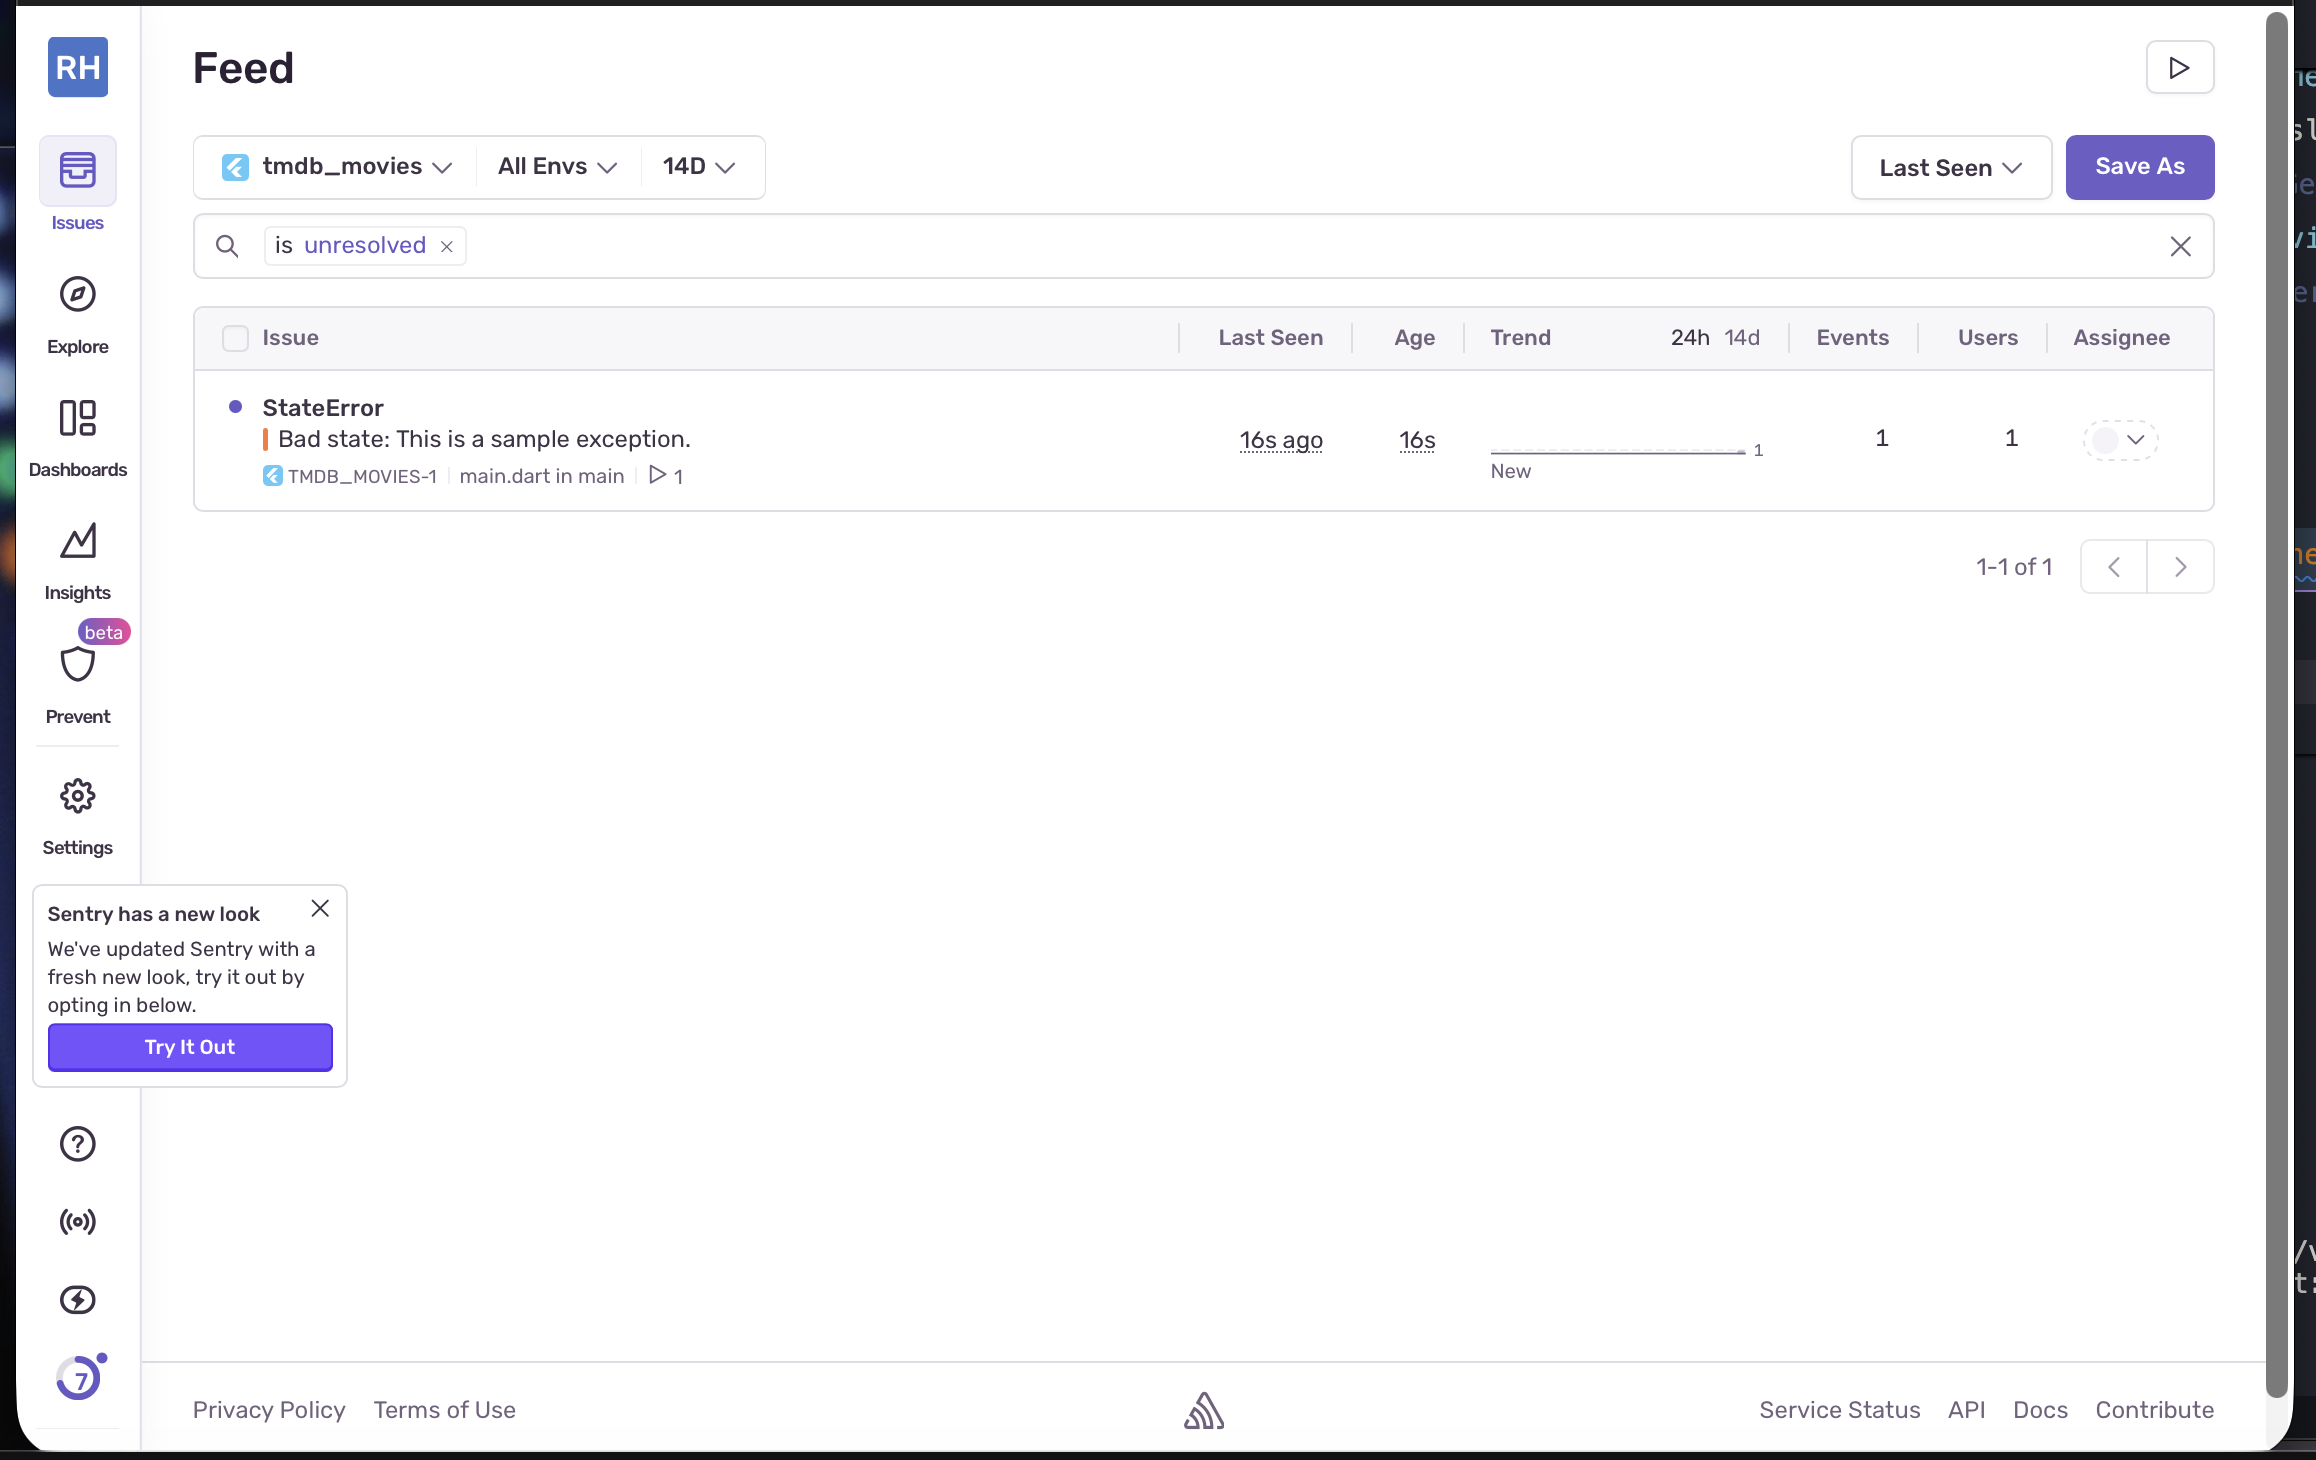 RH
Feed
Issues
Explore
Dashboards
Insights
beta
Prevent
Settings
tmdb_movies All Envs 14D
Last Seen Save As
is unresolved
Issue Last Seen Age Trend 24h 14d Events Users Assignee
StateError
Bad state: This is a sample exception.
TMDB_MOVIES-1 main.dart in main 1
16s ago 16s 1 1 1
New
1-1 of 1
Sentry has a new look
We've updated Sentry with a
fresh new look, try it out by
opting in below.
Try It Out
7
Privacy Policy Terms of Use Service Status API Docs Contribute